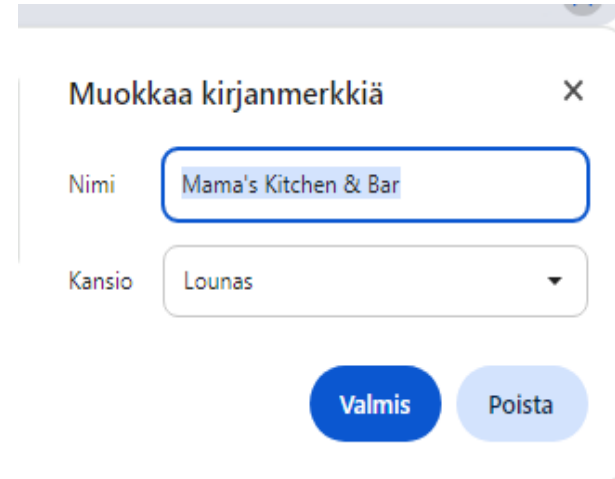 Muokkaa kirjanmerkkiä
Nimi Mama's Kitchen & Bar
Kansio Lounas
Valmis Poista